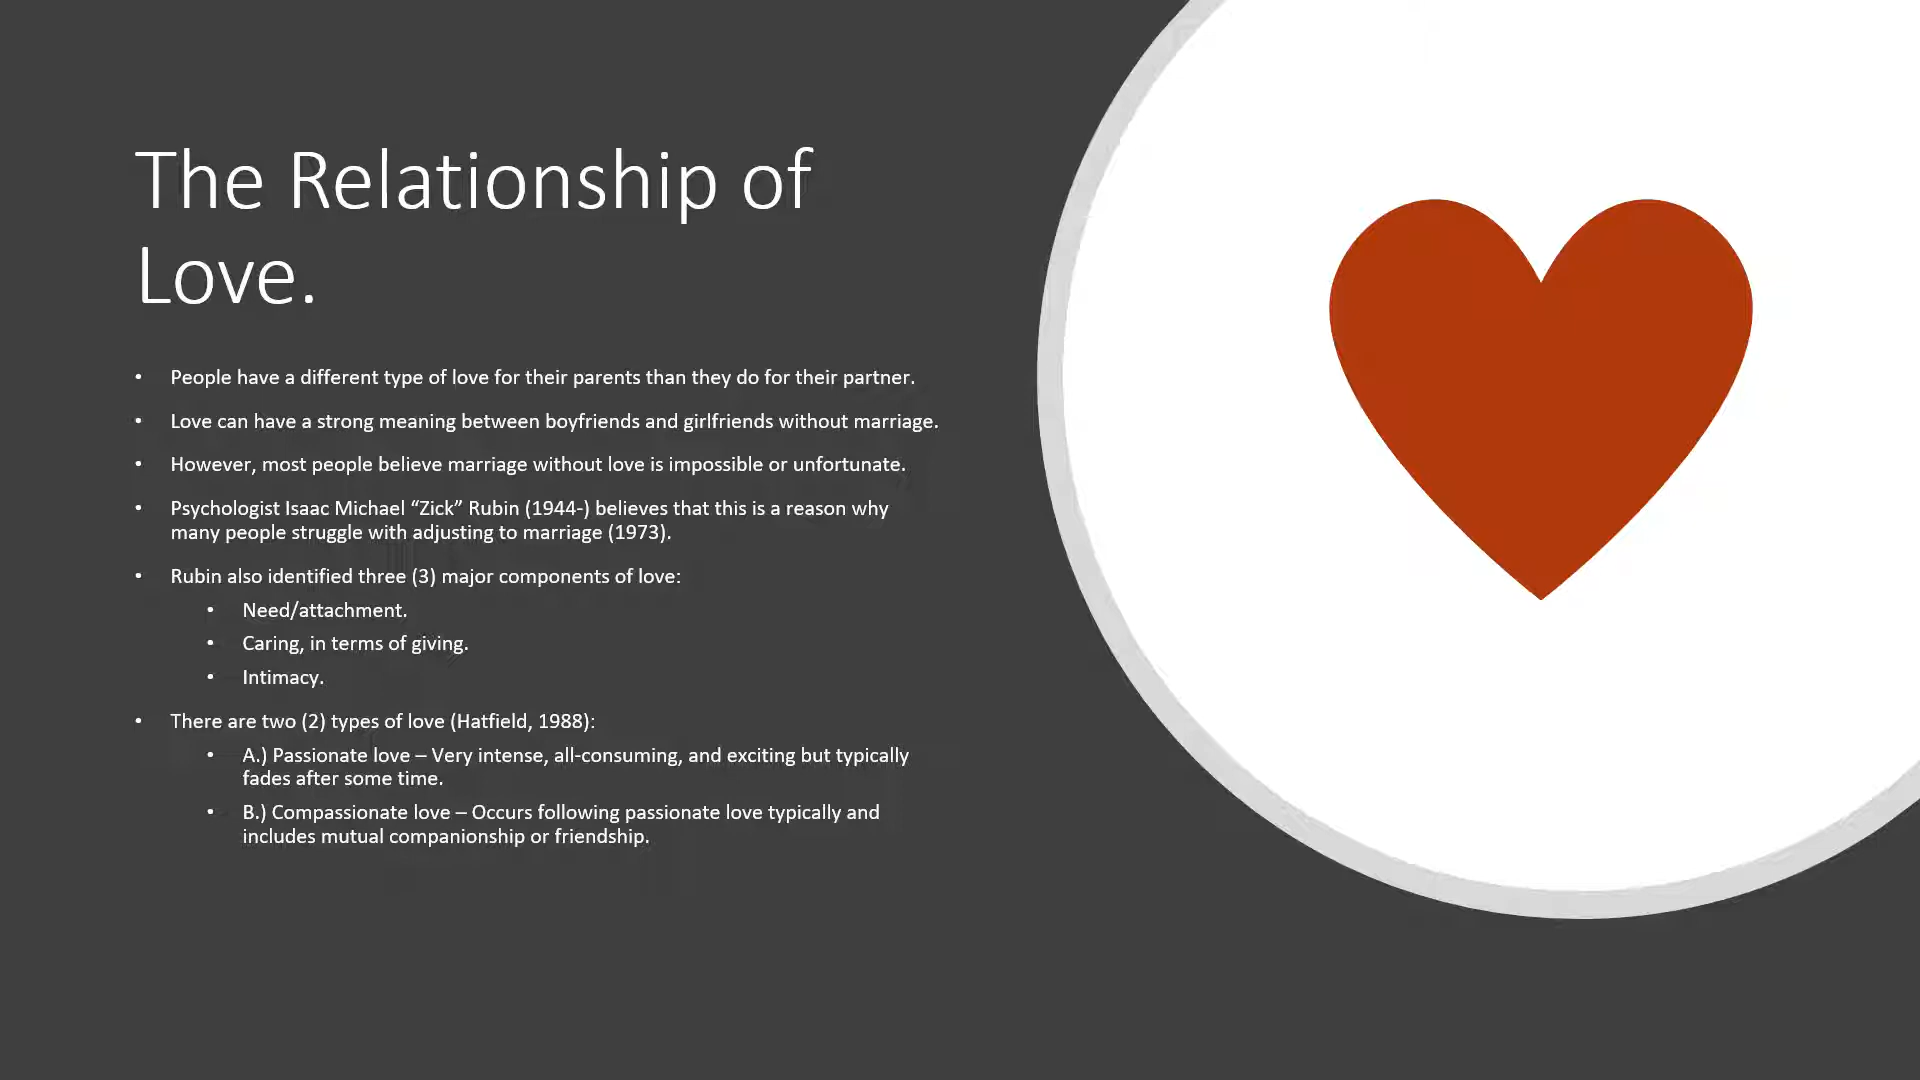 The Relationship of
Love.
• People have a different type of love for their parents than they do for their partner.
• Love can have a strong meaning between boyfriends and girlfriends without marriage.
• However, most people believe marriage without love is impossible or unfortunate.
• Psychologist Isaac Michael “Zick” Rubin (1944-) believes that this is a reason why
many people struggle with adjusting to marriage (1973).
• Rubin also identified three (3) major components of love:
• Need/attachment.
• Caring, in terms of giving.
• Intimacy.
• There are two (2) types of love (Hatfield, 1988):
• A.) Passionate love – Very intense, all-consuming, and exciting but typically
fades after some time.
• B.) Compassionate love – Occurs following passionate love typically and
includes mutual companionship or friendship.